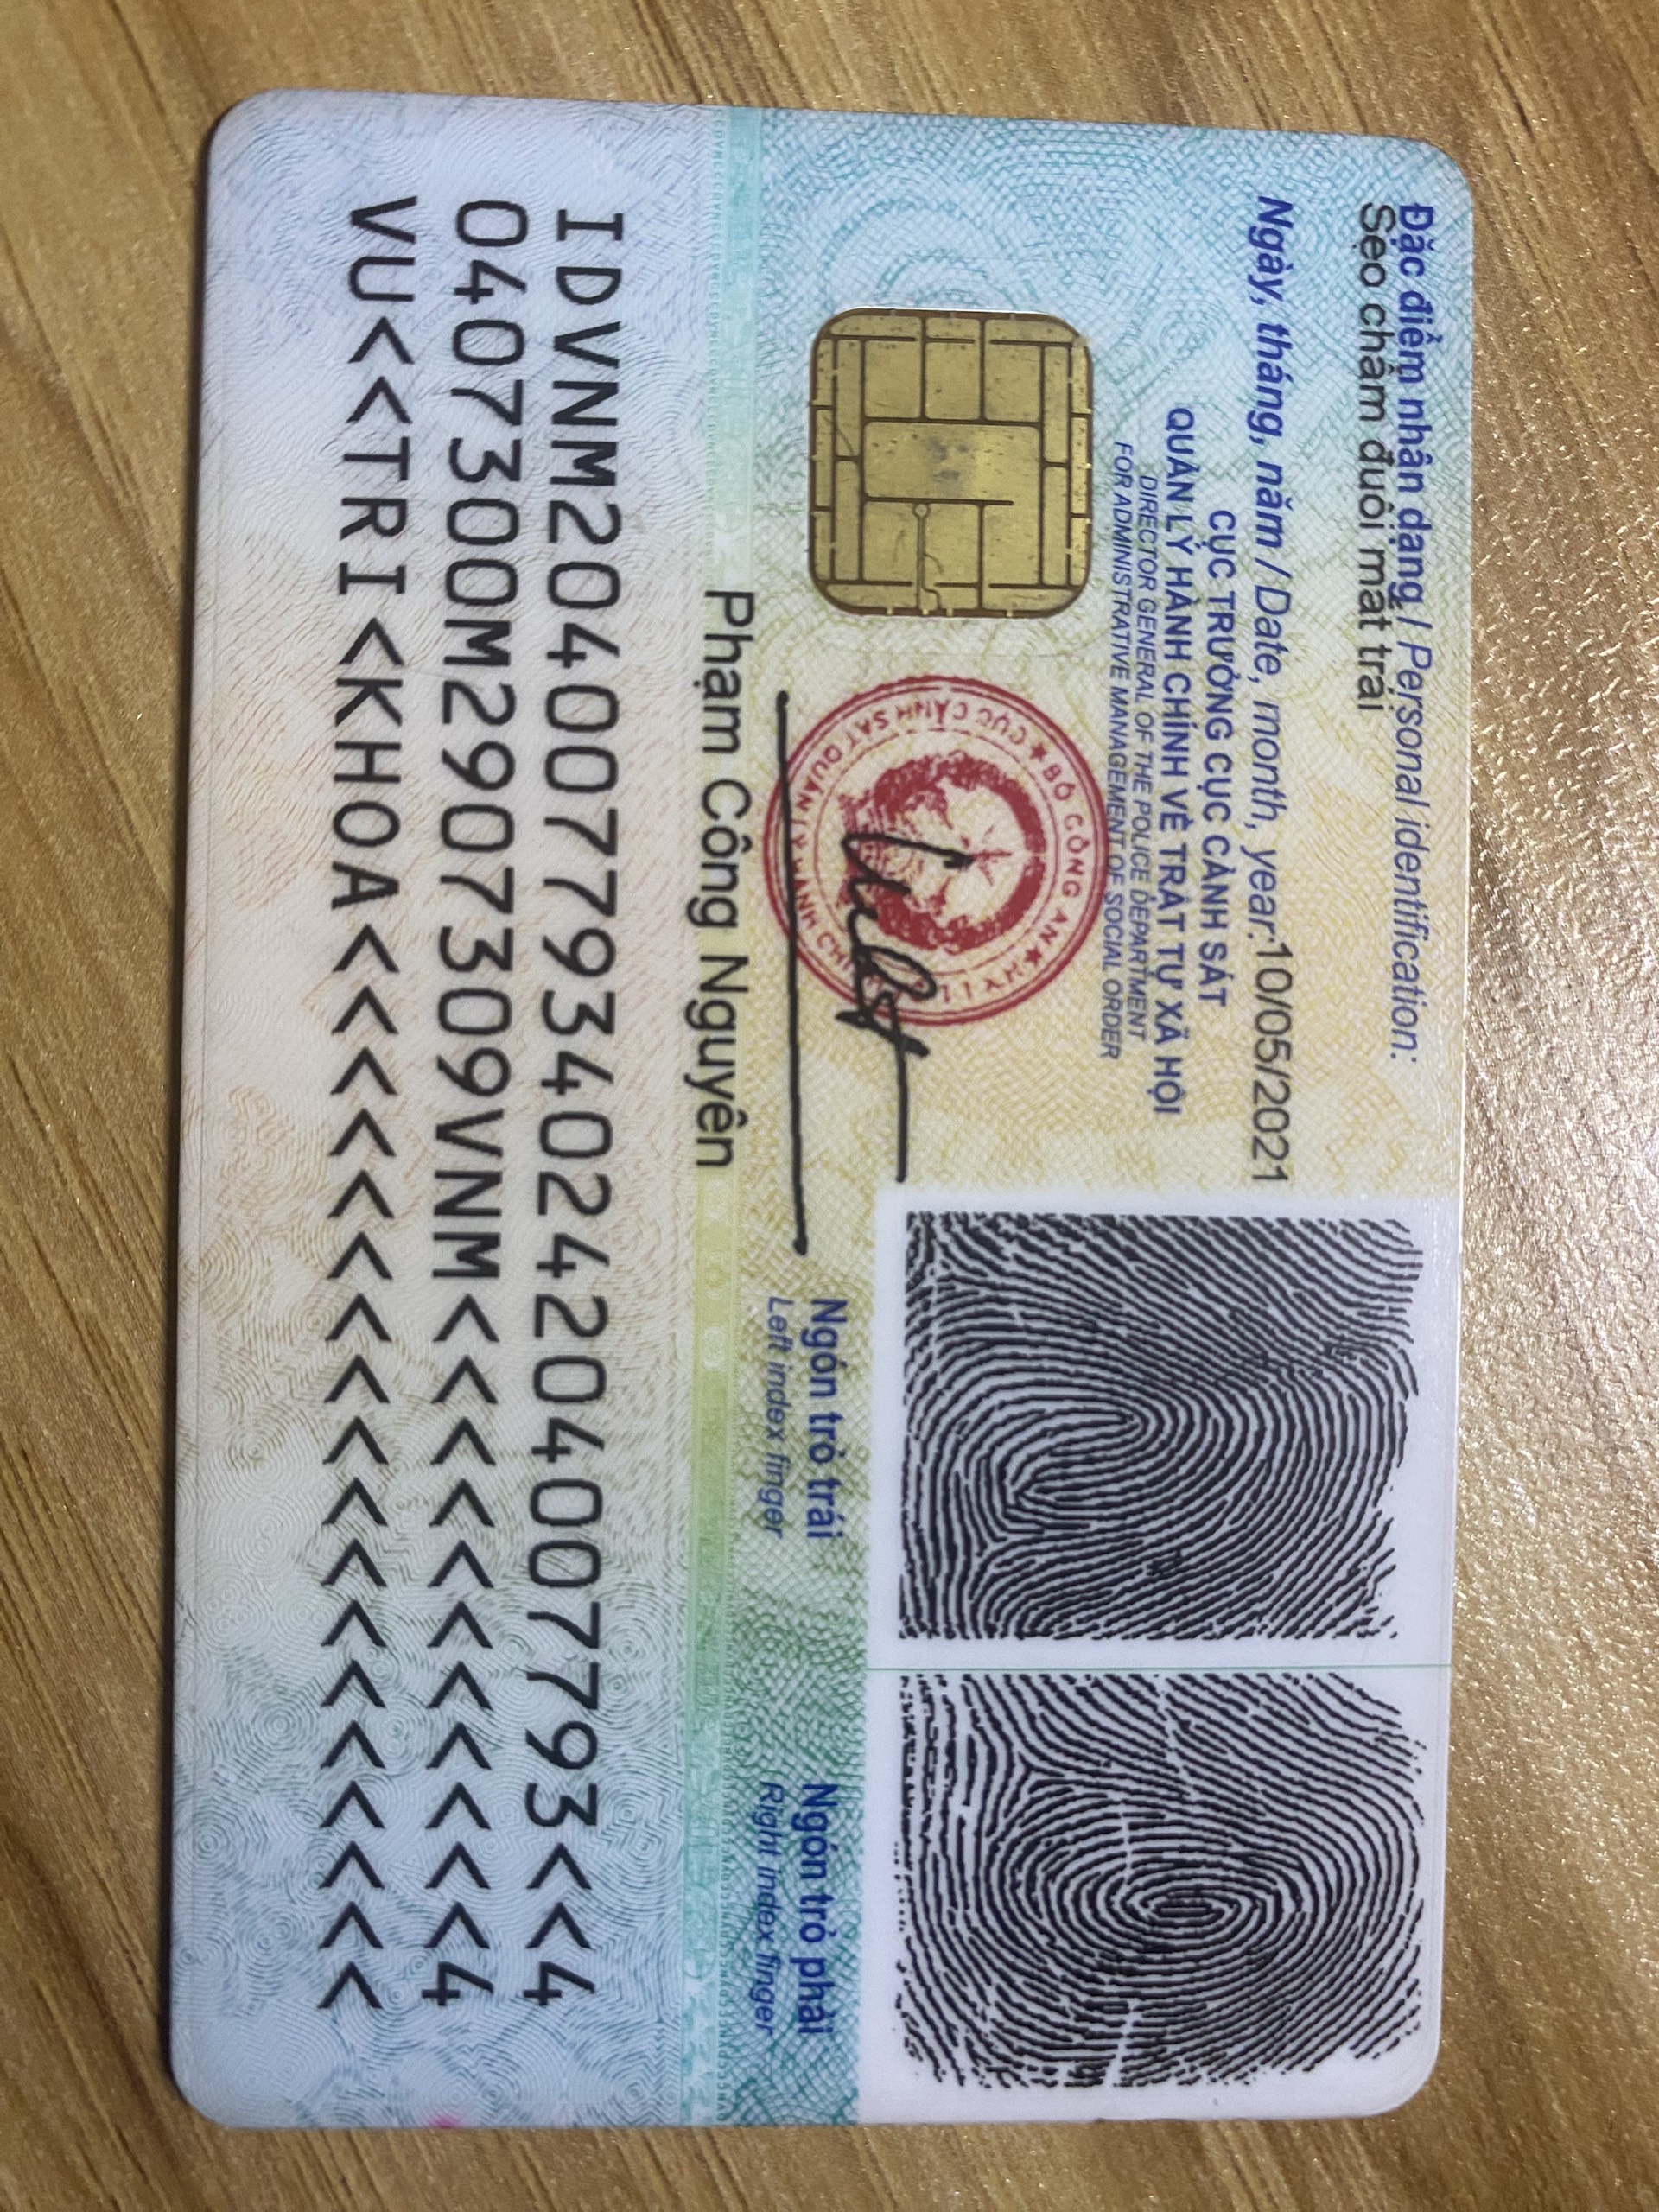 Đặc điểm nhân dạng / Personal identification:
Sẹo chấm đuôi mắt trái
Ngày, tháng, năm / Date, month, year:10/05/2021
CỤC TRƯỞNG CỤC CẢNH SÁT
QUẢN LÝ HÀNH CHÍNH VỀ TRẬT TỰ XÃ HỘI
DIRECTOR GENERAL OF THE POLICE DEPARTMENT
FOR ADMINISTRATIVE MANAGEMENT OF SOCIAL ORDER
BỘ CÔNG AN
CỤC CẢNH SÁT QUẢN LÝ HÀNH CHÍNH
Ngón trỏ trái
Left index finger
Ngón trỏ phải
Right index finger
Phạm Công Nguyên
IDVNM2040077934024204007793<<4
0407300M2907309VNM<<<<<<<<<<<4
VU<<TRI<KHOA<<<<<<<<<<<<<<<<<<